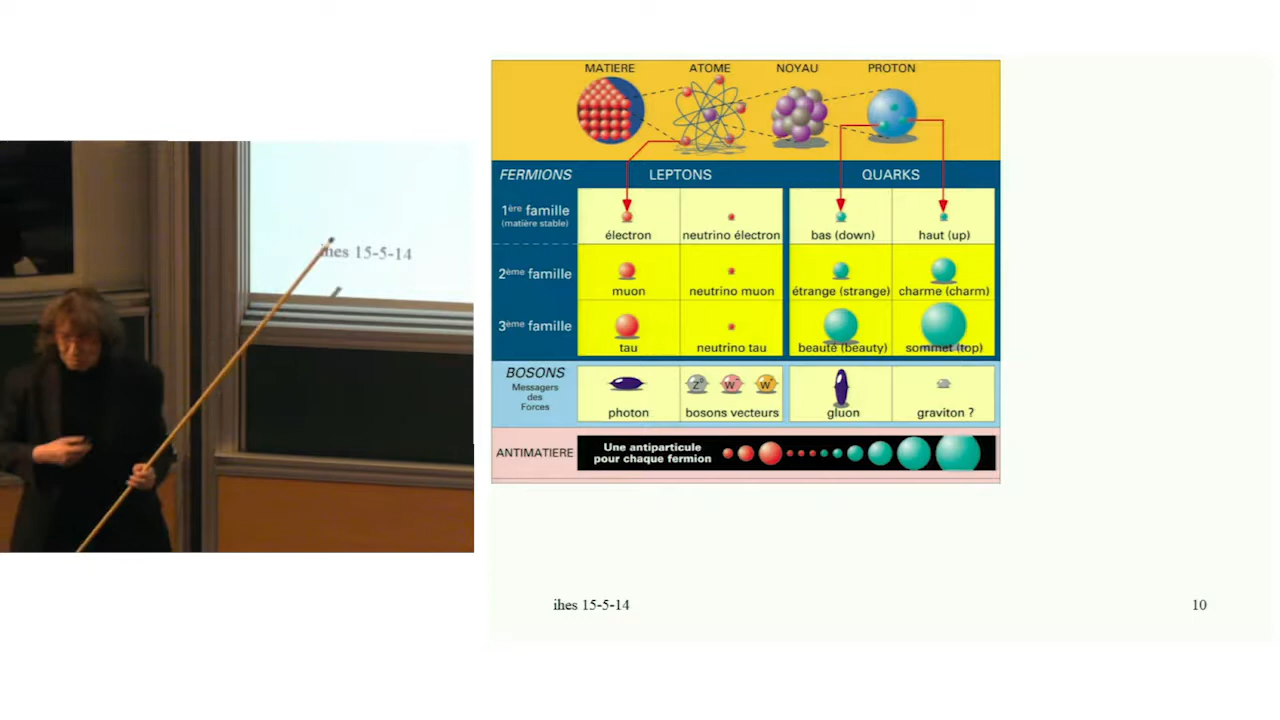 MATIERE ATOME NOYAU PROTON
FERMIONS LEPTONS QUARKS
1ère famille
(matière stable)
électron neutrino électron bas (down) haut (up)
2ème famille
muon neutrino muon étrange (strange) charme (charm)
3ème famille
tau neutrino tau beauté (beauty) sommet (top)
BOSONS
Messagers
des
Forces
Z⁰ W⁻ W⁺
photon bosons vecteurs gluon graviton ?
ANTIMATIERE
Une antiparticule
pour chaque fermion
ihes 15-5-14
ihes 15-5-14 10